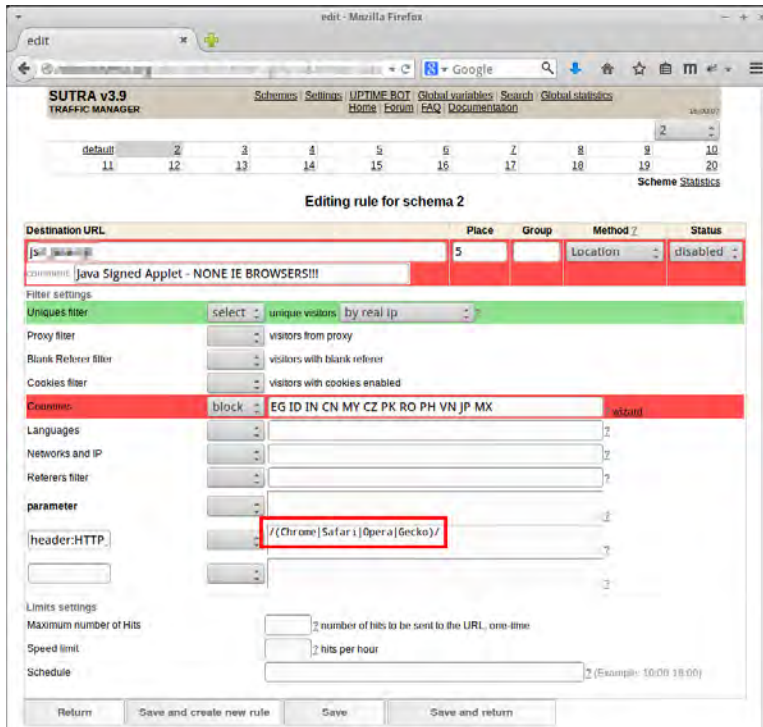 edit - Mozilla Firefox
edit
Google
SUTRA v3.9
TRAFFIC MANAGER
Schemes Settings UPTIME BOT Global variables Search Global statistics
Home Forum FAQ Documentation
2
default 2 3 4 5 6 7 8 9 10
11 12 13 14 15 16 17 18 19 20
Scheme Statistics
Editing rule for schema 2
Destination URL Place Group Method ? Status
5 Location disabled
comment Java Signed Applet - NONE IE BROWSERS!!!
Filter settings
Uniques filter select unique visitors by real ip ?
Proxy filter visitors from proxy
Blank Referer filter visitors with blank referer
Cookies filter visitors with cookies enabled
Countries block EG ID IN CN MY CZ PK RO PH VN JP MX wizard
Languages ?
Networks and IP ?
Referers filter ?
parameter ?
header:HTTP_ /(Chrome|Safari|Opera|Gecko)/ ?
?
Limits settings
Maximum number of Hits ? number of hits to be sent to the URL, one-time
Speed limit ? hits per hour
Schedule ? (Example: 10:00-18:00)
Return Save and create new rule Save Save and return